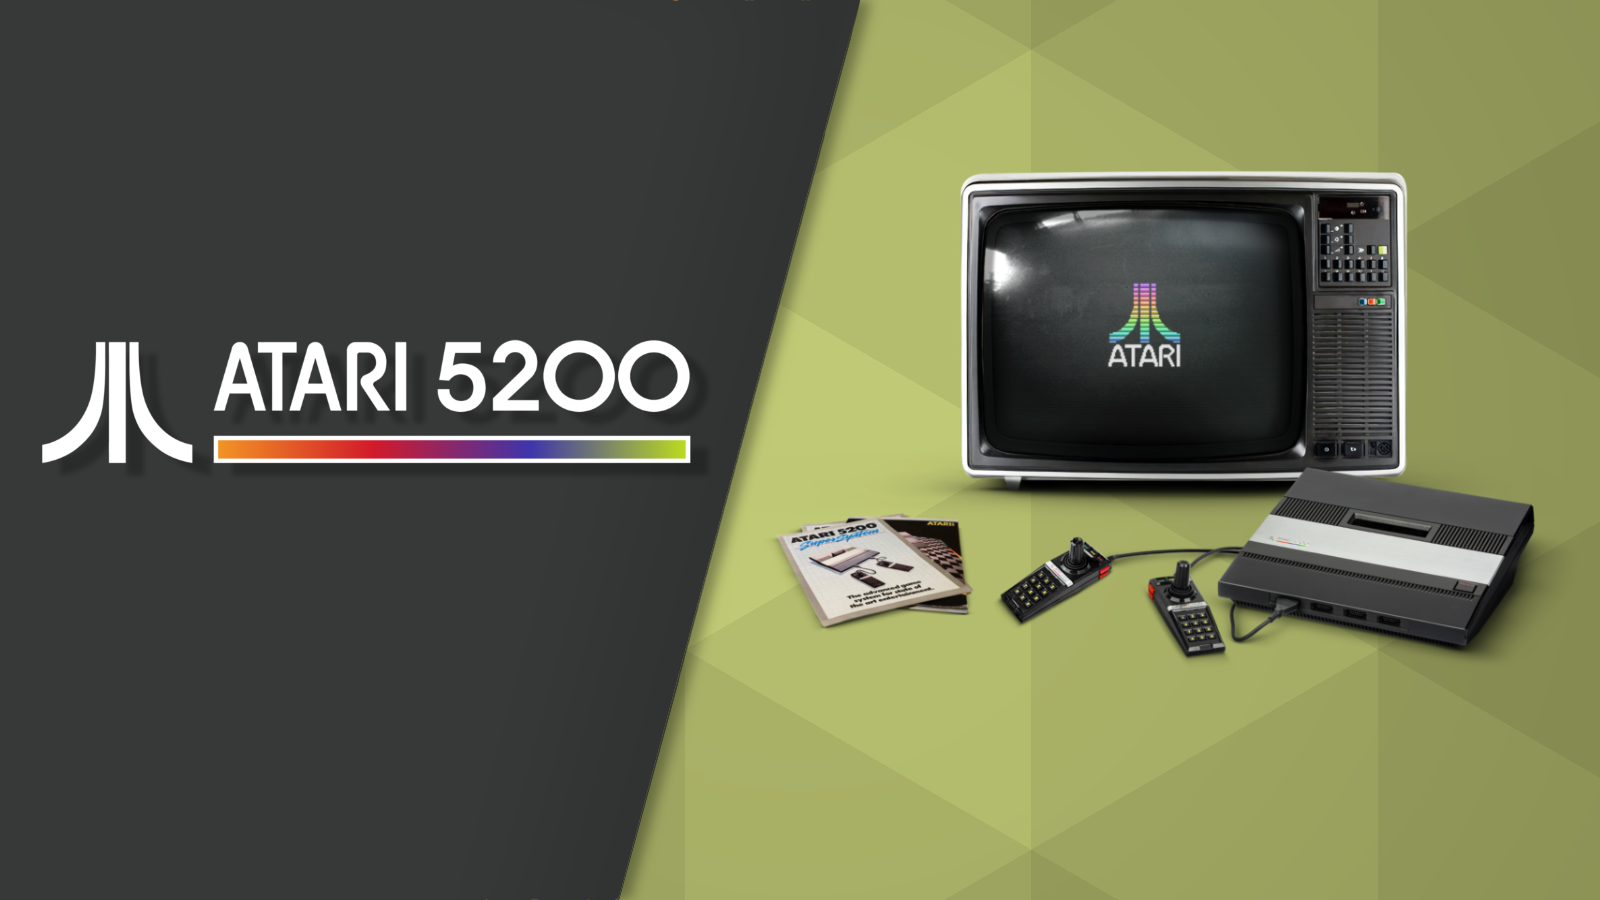 ATARI 5200
ATARI
ATARI 5200
SuperSystem
The advanced game
system for state of
the art entertainment.
ATARI